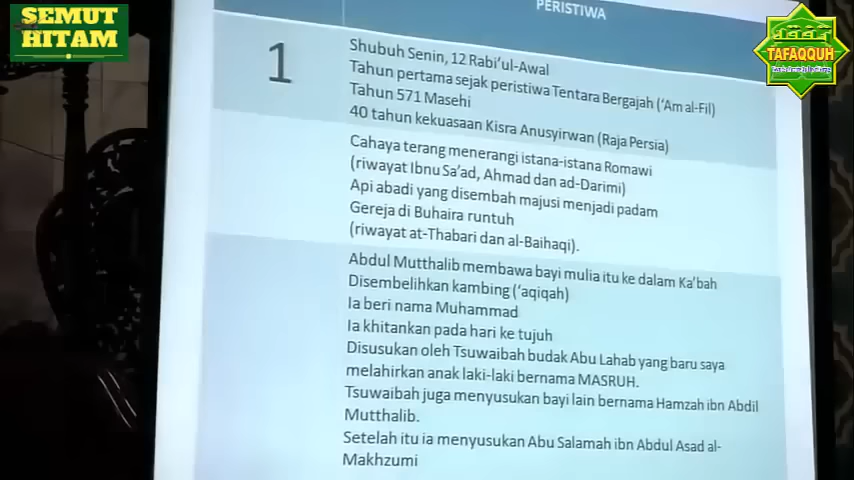 SEMUT
HITAM
TAFAQQUH
PERISTIWA
1
Shubuh Senin, 12 Rabi'ul-Awal
Tahun pertama sejak peristiwa Tentara Bergajah ('Am al-Fil)
Tahun 571 Masehi
40 tahun kekuasaan Kisra Anusyirwan (Raja Persia)
Cahaya terang menerangi istana-istana Romawi
(riwayat Ibnu Sa'ad, Ahmad dan ad-Darimi)
Api abadi yang disembah majusi menjadi padam
Gereja di Buhaira runtuh
(riwayat at-Thabari dan al-Baihaqi).
Abdul Mutthalib membawa bayi mulia itu ke dalam Ka'bah
Disembelihkan kambing ('aqiqah)
Ia beri nama Muhammad
Ia khitankan pada hari ke tujuh
Disusukan oleh Tsuwaibah budak Abu Lahab yang baru saya
melahirkan anak laki-laki bernama MASRUH.
Tsuwaibah juga menyusukan bayi lain bernama Hamzah ibn Abdil
Mutthalib.
Setelah itu ia menyusukan Abu Salamah ibn Abdul Asad al-
Makhzumi